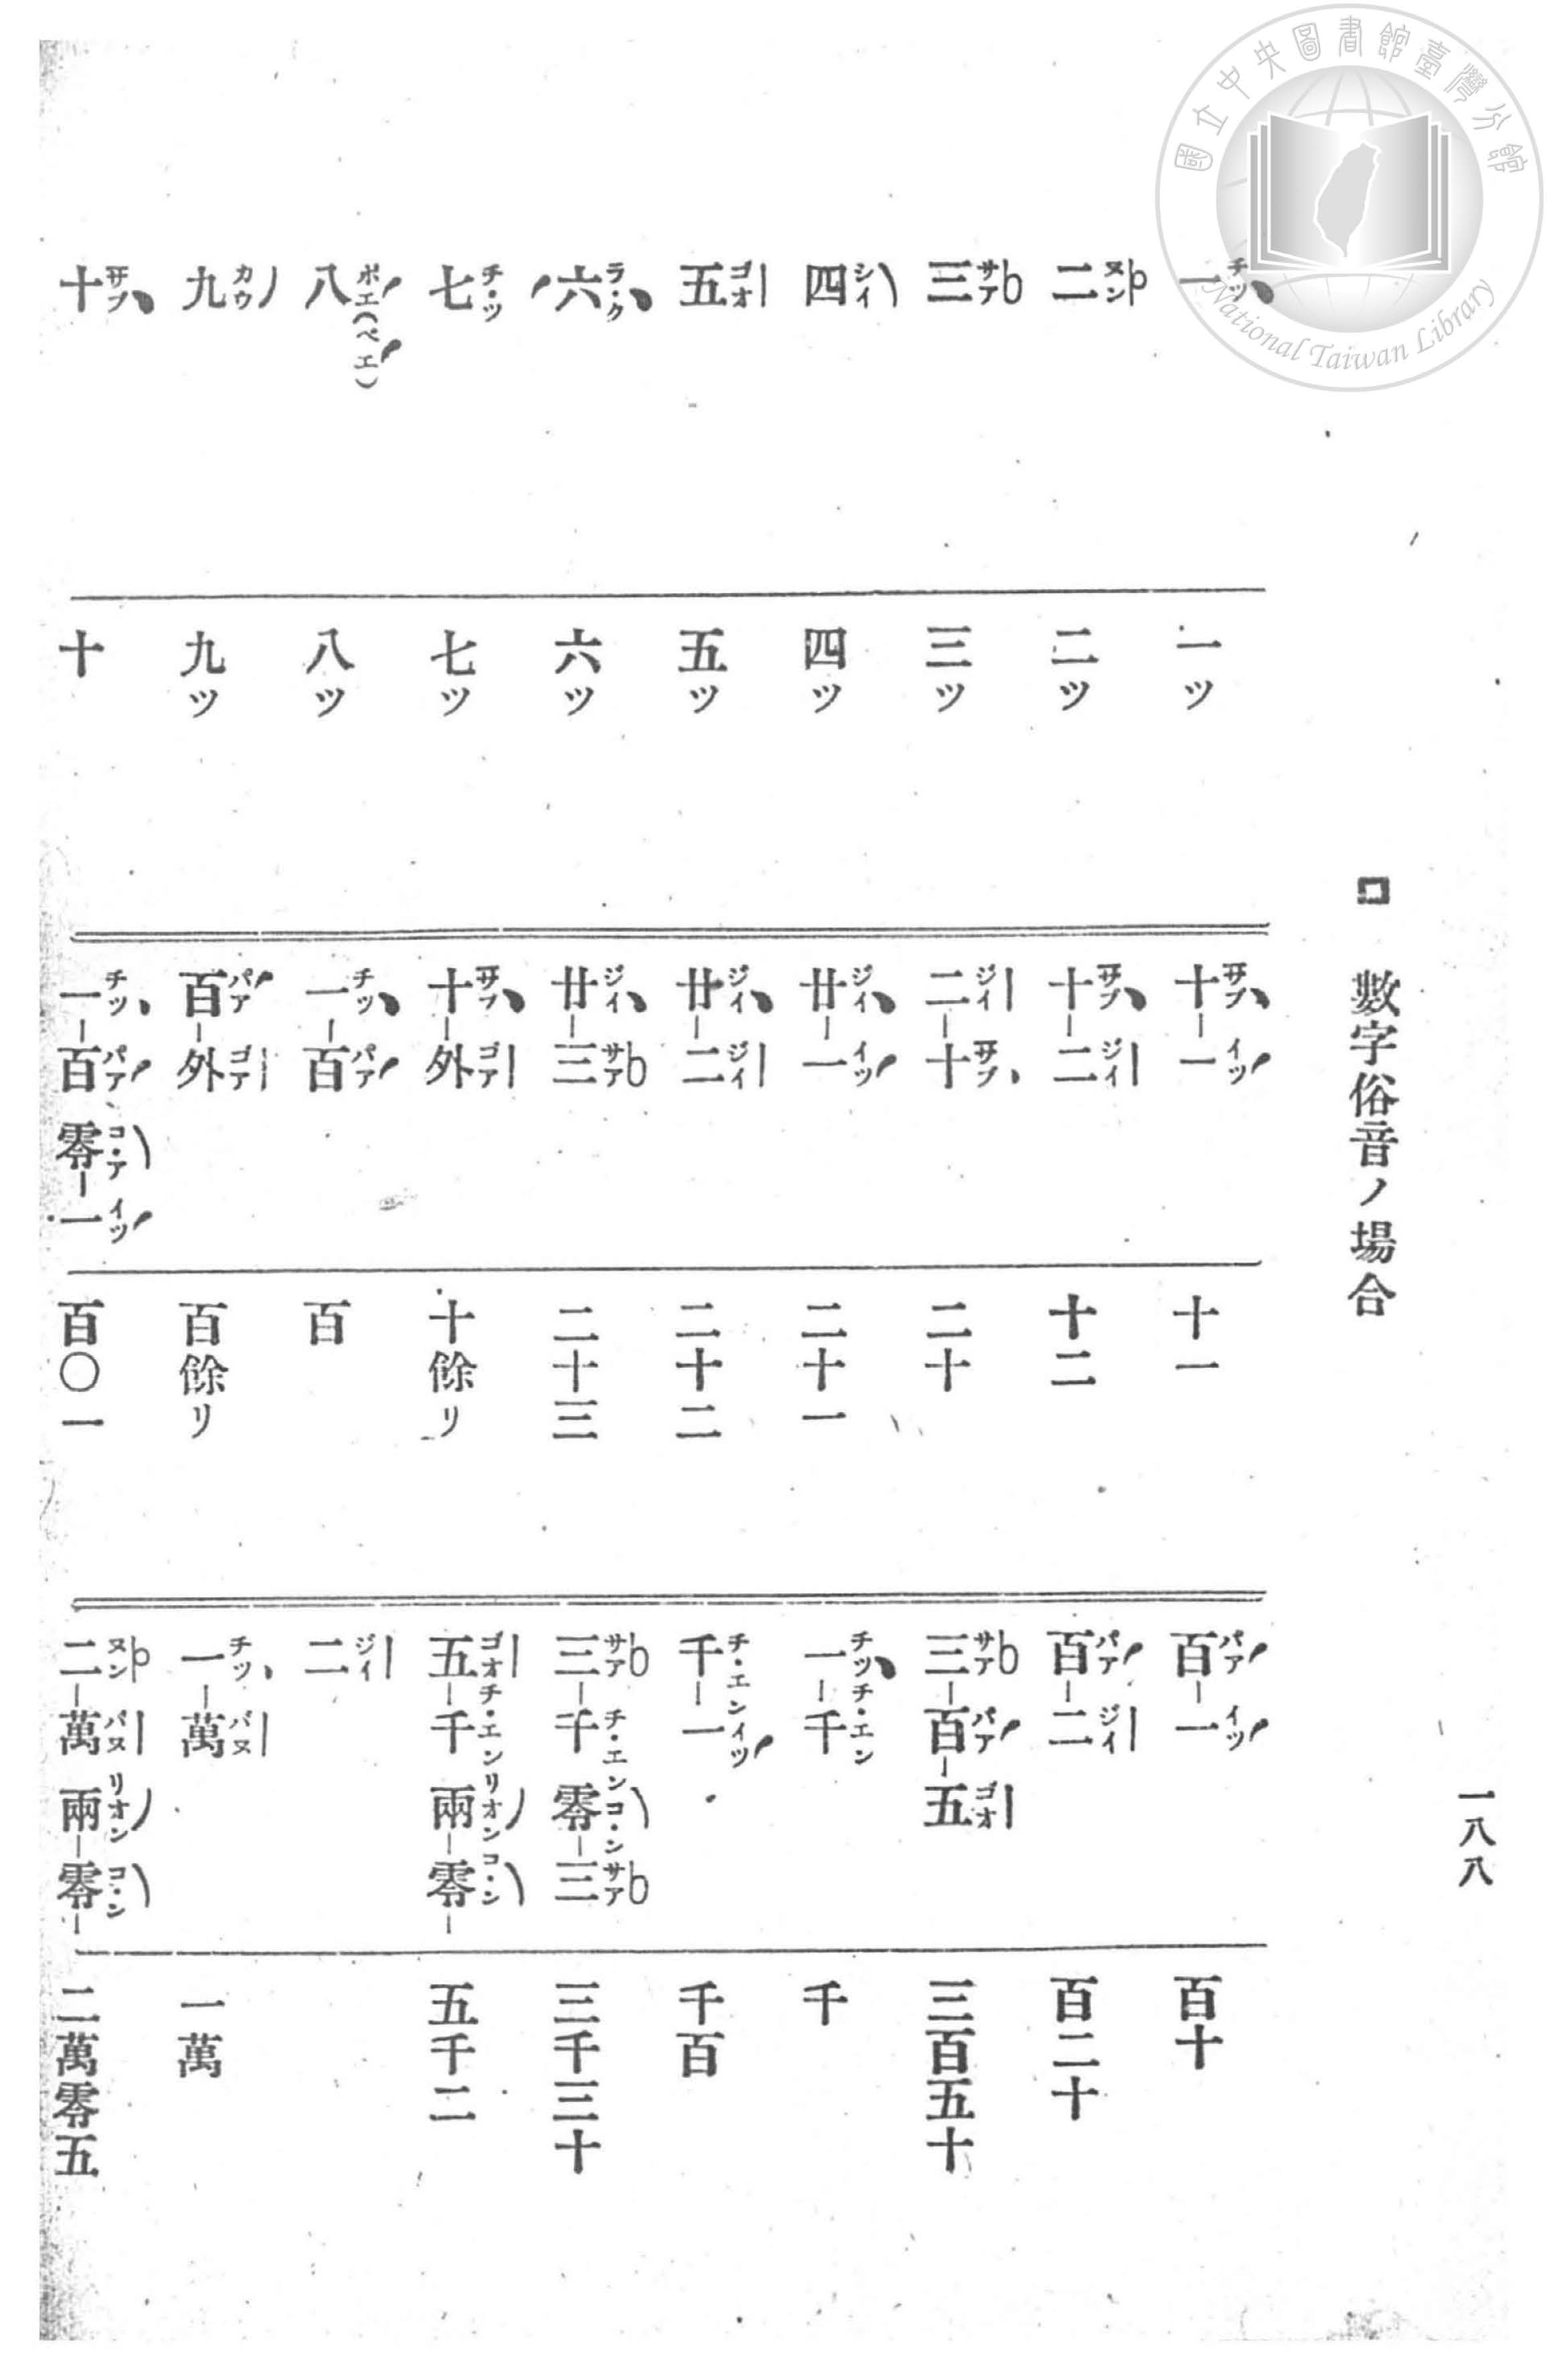 國立中央圖書館臺灣分館
National Taiwan Library
一八八
□ 數字俗音ノ場合
一 チツ
二 ヌン
三 サア
四 シイ
五 ゴオ
六 ラ・ク
七 チ・ツ
八 ボエ(ベエ)
九 カウ
十 サプ
一ツ
二ツ
三ツ
四ツ
五ツ
六ツ
七ツ
八ツ
九ツ
十
十-一 サプ イツ
十-二 サプ ジイ
二-十 ジイ サプ
廿-一 ジイ イツ
廿-二 ジイ ジイ
廿-三 ジイ サア
十-外 サプ ゴア
一-百 チツ パア
百-外 パア ゴア
一-百 零-一 チツ パア コ・ア イツ
十一
十二
二十
二十一
二十二
二十三
十餘リ
百
百餘リ
百〇一
百-一 パア イツ
百-二 パア ジイ
三-百-五 サア パア ゴオ
一-千 チツ チ・エン
千-一 チ・エン イツ
三-千 零-三 サア チ・エン コ・ン サア
五-千 兩-零- ゴオ チ・エン リオン コ・ン
二 ジイ
一-萬 チツ バヌ
二-萬 兩-零- ヌン バヌ リオン コ・ン
百十
百二十
三百五十
千
千百
三千三十
五千二
一萬
二萬零五